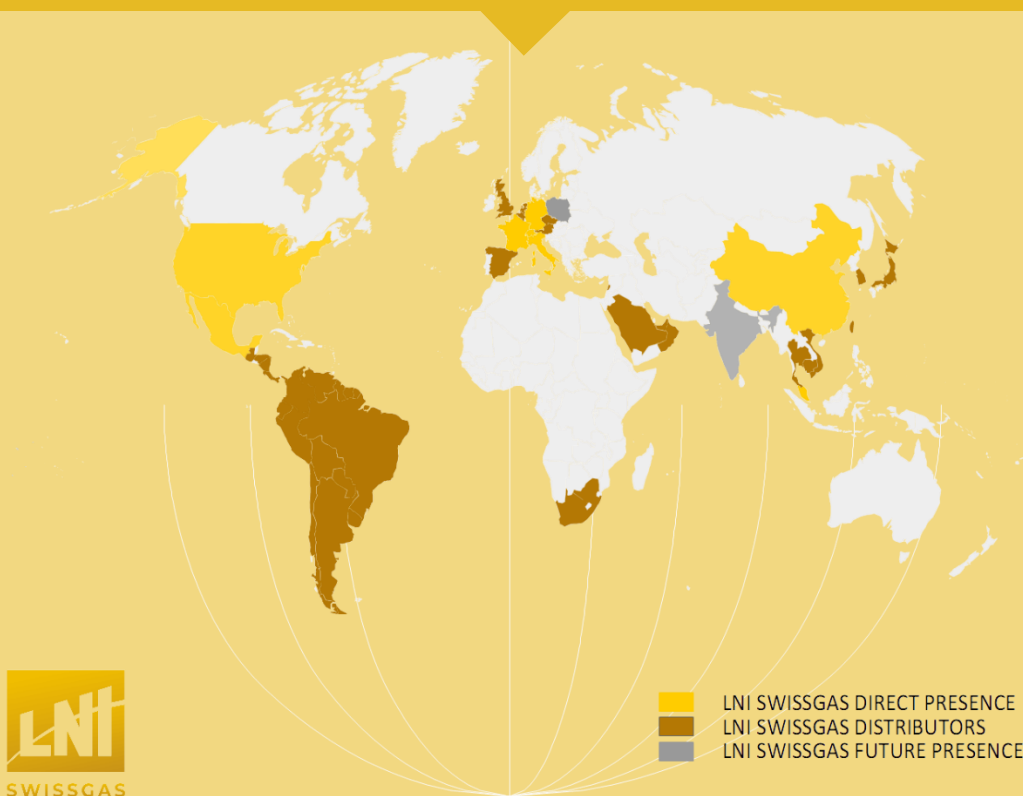 LNI SWISSGAS DIRECT PRESENCE
LNI SWISSGAS DISTRIBUTORS
LNI SWISSGAS FUTURE PRESENCE
LNI
SWISSGAS